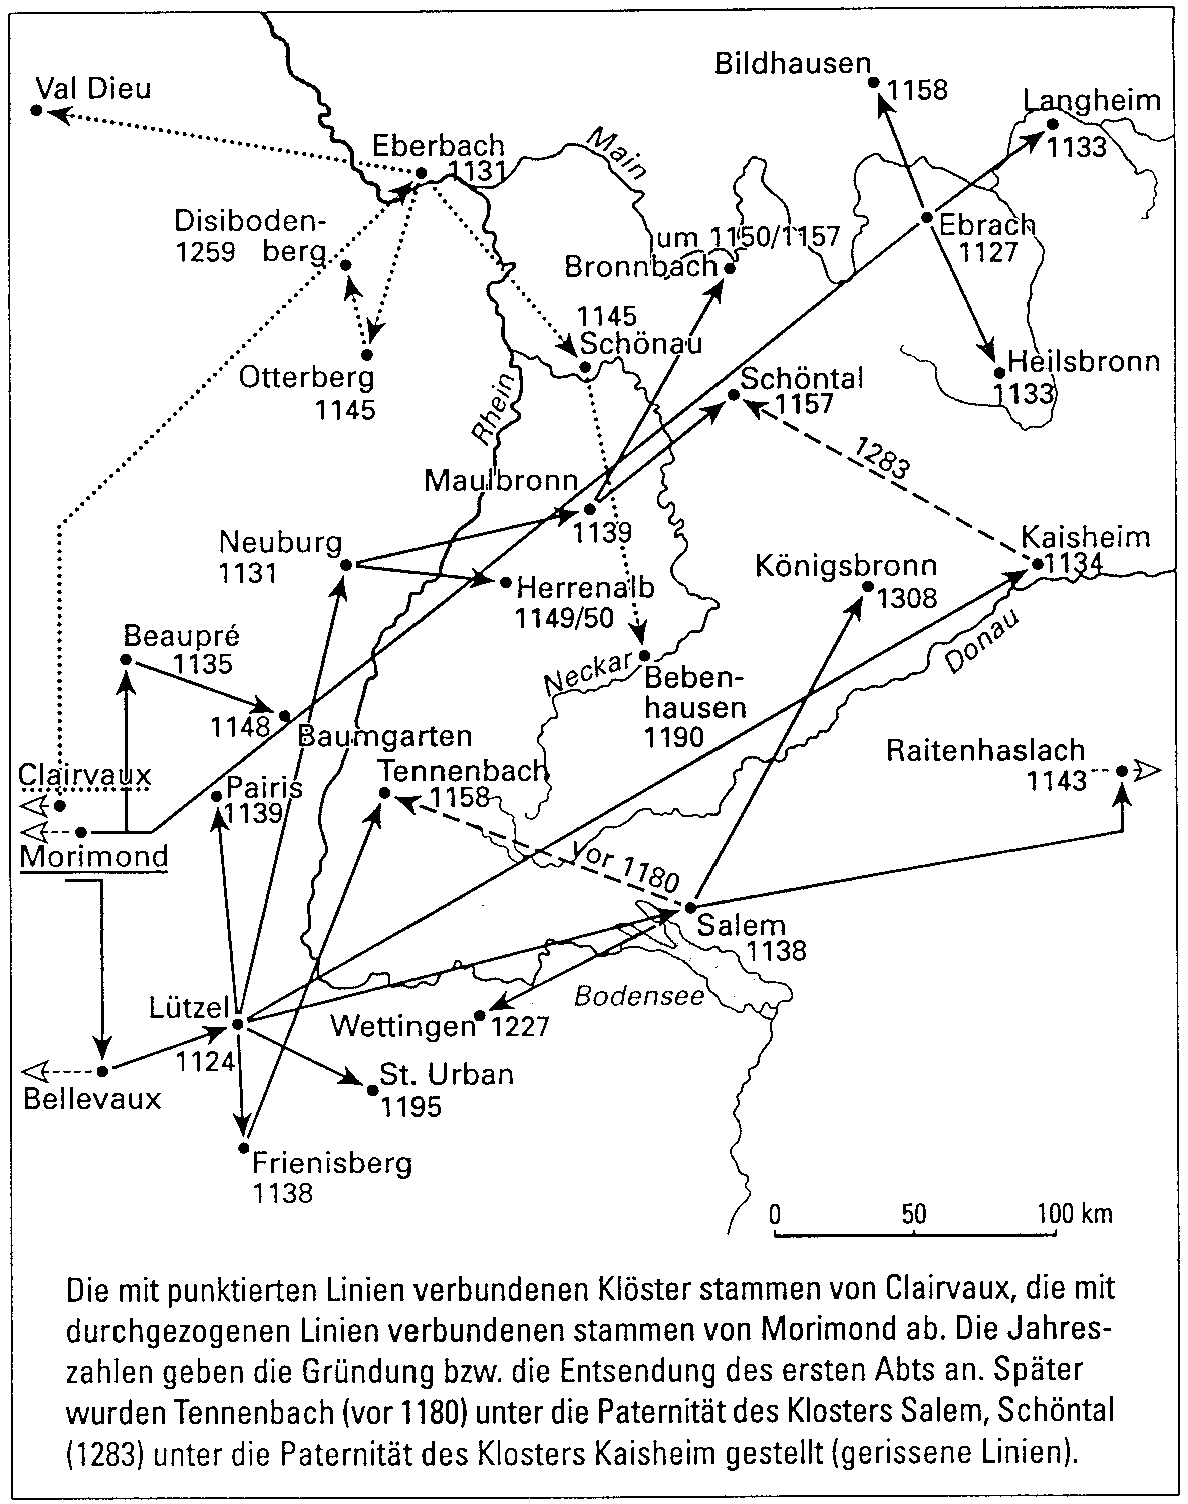 Bildhausen
1158
Val Dieu
Langheim
1133
Eberbach
1131
Main
Disiboden-
1259 berg
Ebrach
1127
um 1150/1157
Bronnbach
1145
Schönau
Otterberg
1145
Rhein
Schöntal
1157
Heilsbronn
1133
1283
Maulbronn
1139
Neuburg
1131
Herrenalb
1149/50
Königsbronn
1308
Kaisheim
1134
Beaupré
1135
Neckar
Donau
Beben-
hausen
1190
1148
Baumgarten
Tennenbach
1158
Raitenhaslach
1143
Clairvaux
Pairis
1139
Morimond
vor 1180
Salem
1138
Bodensee
Lützel
1124
Wettingen 1227
St. Urban
1195
Bellevaux
Frienisberg
1138
0 50 100 km
Die mit punktierten Linien verbundenen Klöster stammen von Clairvaux, die mit
durchgezogenen Linien verbundenen stammen von Morimond ab. Die Jahres-
zahlen geben die Gründung bzw. die Entsendung des ersten Abts an. Später
wurden Tennenbach (vor 1180) unter die Paternität des Klosters Salem, Schöntal
(1283) unter die Paternität des Klosters Kaisheim gestellt (gerissene Linien).